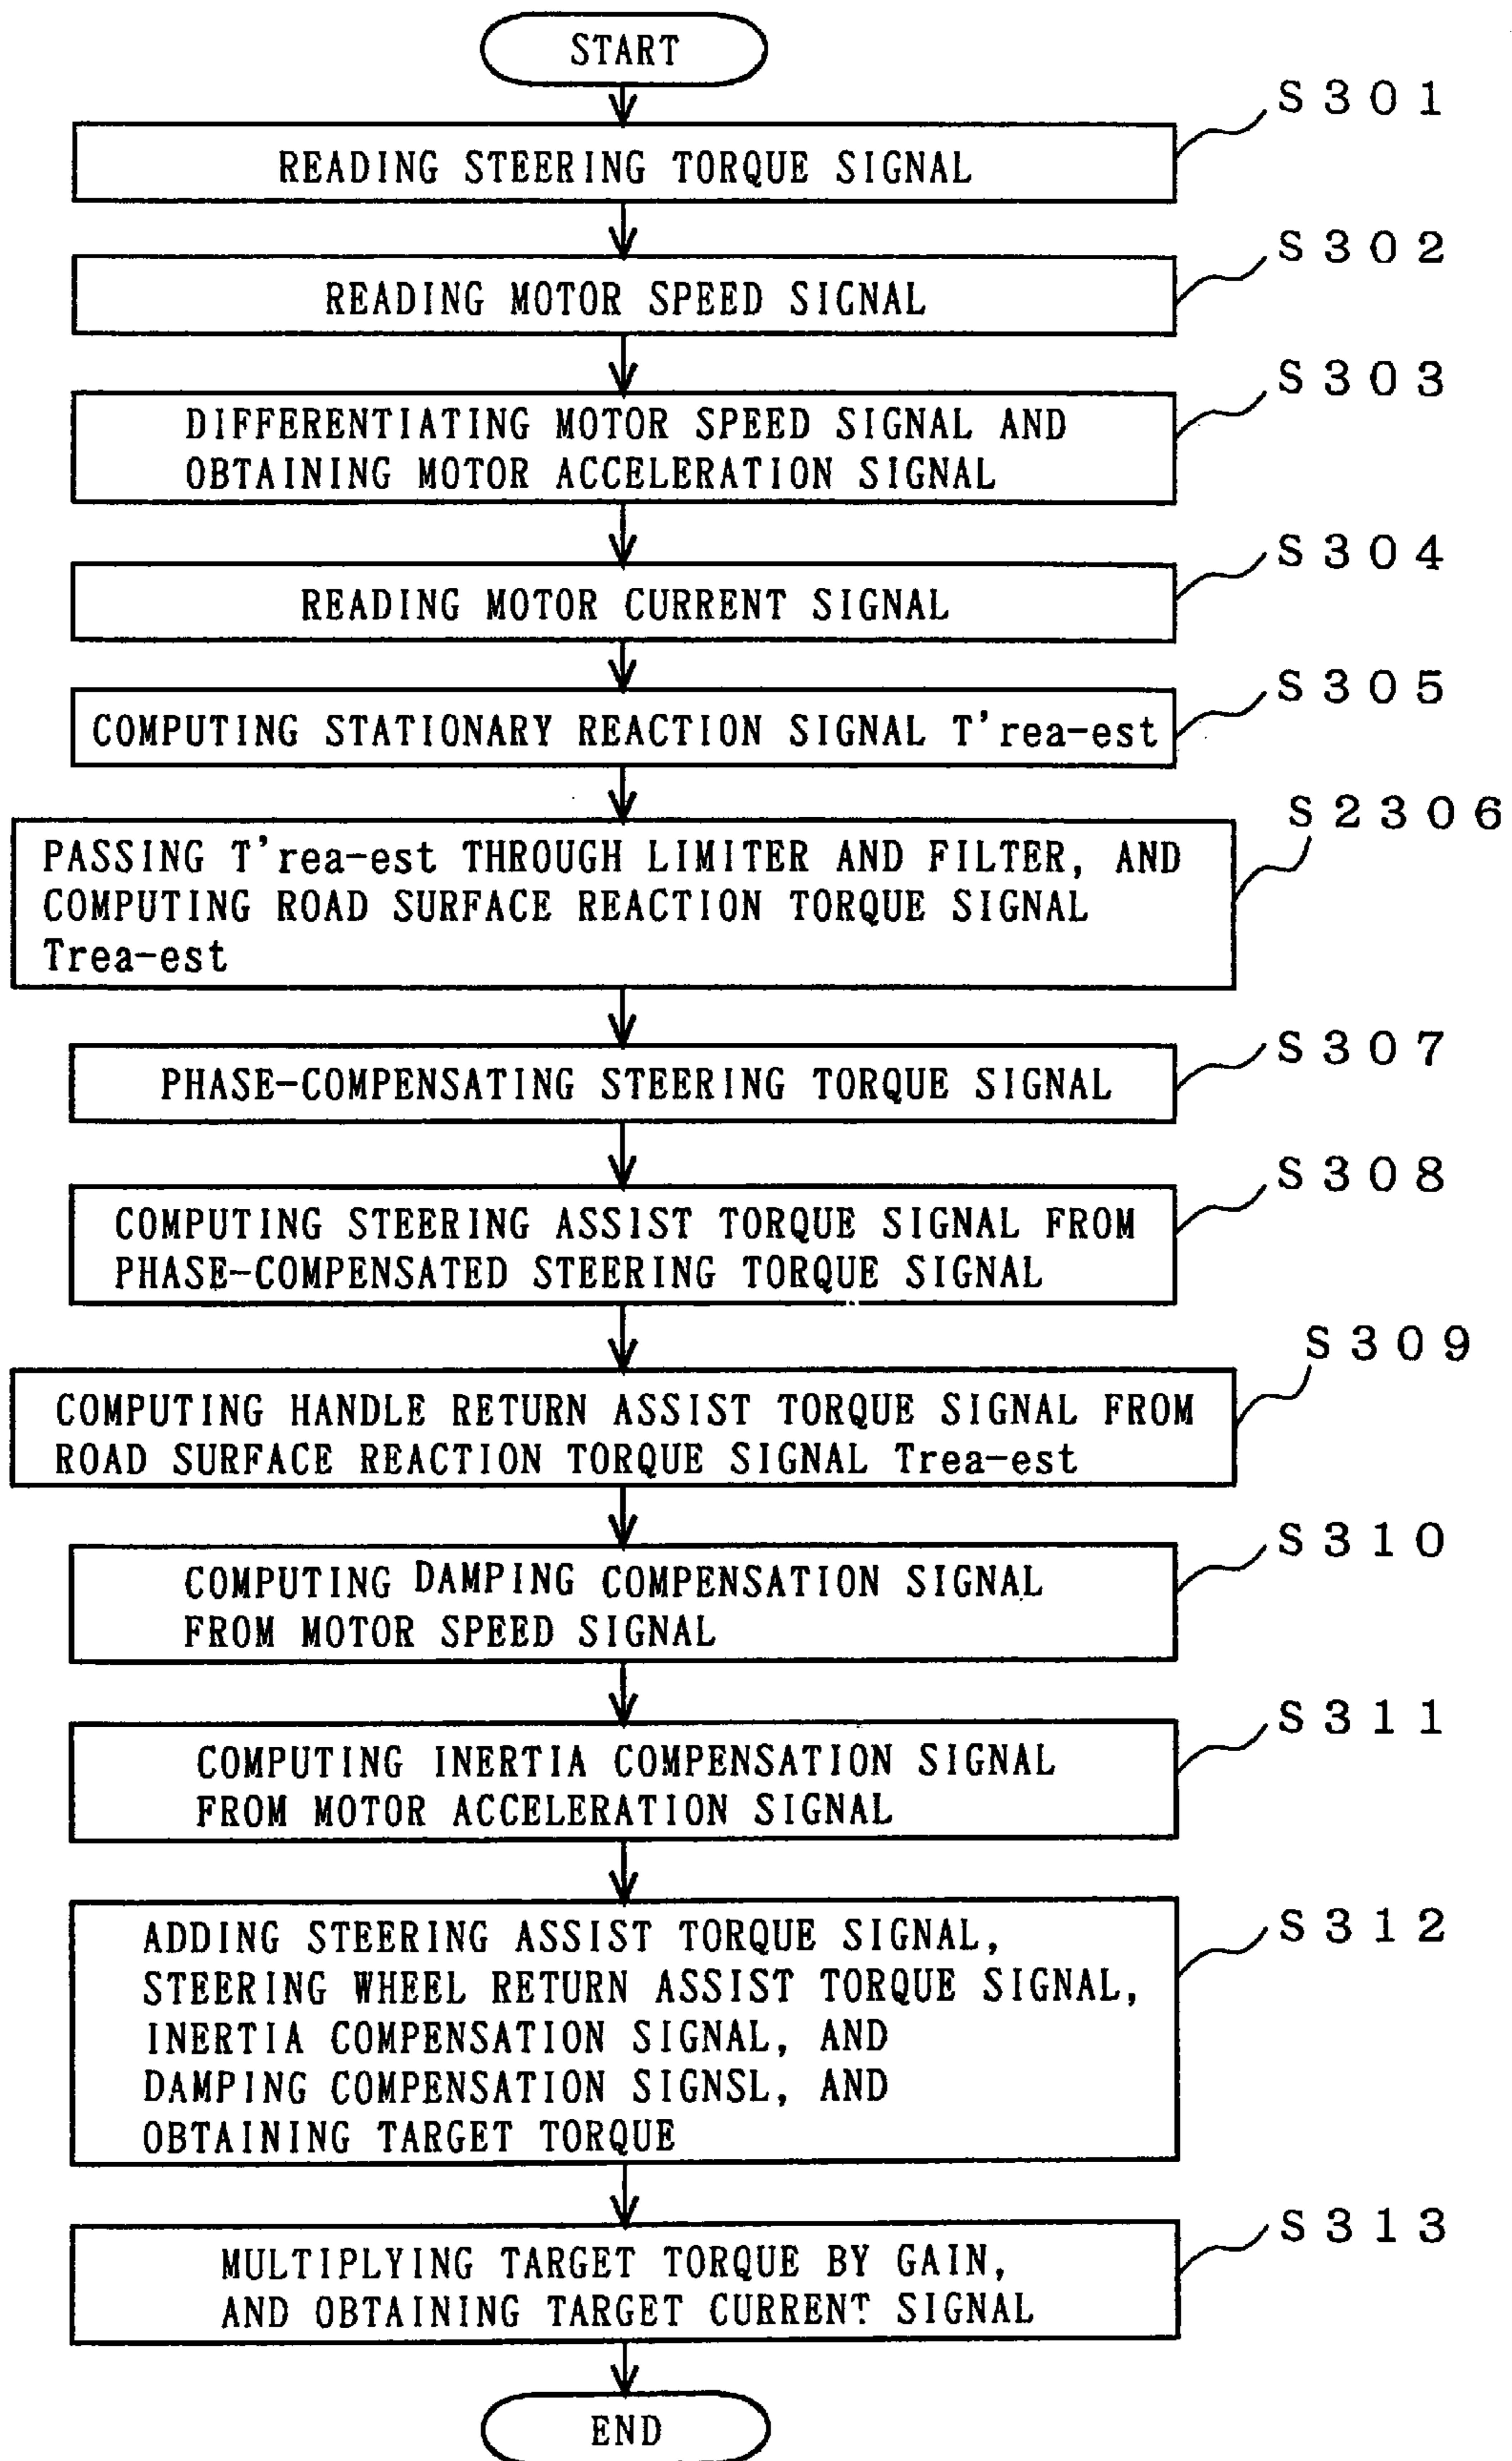 START
S301
READING STEERING TORQUE SIGNAL
S302
READING MOTOR SPEED SIGNAL
S303
DIFFERENTIATING MOTOR SPEED SIGNAL AND
OBTAINING MOTOR ACCELERATION SIGNAL
S304
READING MOTOR CURRENT SIGNAL
S305
COMPUTING STATIONARY REACTION SIGNAL T'rea-est
S2306
PASSING T'rea-est THROUGH LIMITER AND FILTER, AND
COMPUTING ROAD SURFACE REACTION TORQUE SIGNAL
Trea-est
S307
PHASE-COMPENSATING STEERING TORQUE SIGNAL
S308
COMPUTING STEERING ASSIST TORQUE SIGNAL FROM
PHASE-COMPENSATED STEERING TORQUE SIGNAL
S309
COMPUTING HANDLE RETURN ASSIST TORQUE SIGNAL FROM
ROAD SURFACE REACTION TORQUE SIGNAL Trea-est
S310
COMPUTING DAMPING COMPENSATION SIGNAL
FROM MOTOR SPEED SIGNAL
S311
COMPUTING INERTIA COMPENSATION SIGNAL
FROM MOTOR ACCELERATION SIGNAL
S312
ADDING STEERING ASSIST TORQUE SIGNAL,
STEERING WHEEL RETURN ASSIST TORQUE SIGNAL,
INERTIA COMPENSATION SIGNAL, AND
DAMPING COMPENSATION SIGNSL, AND
OBTAINING TARGET TORQUE
S313
MULTIPLYING TARGET TORQUE BY GAIN,
AND OBTAINING TARGET CURRENT SIGNAL
END